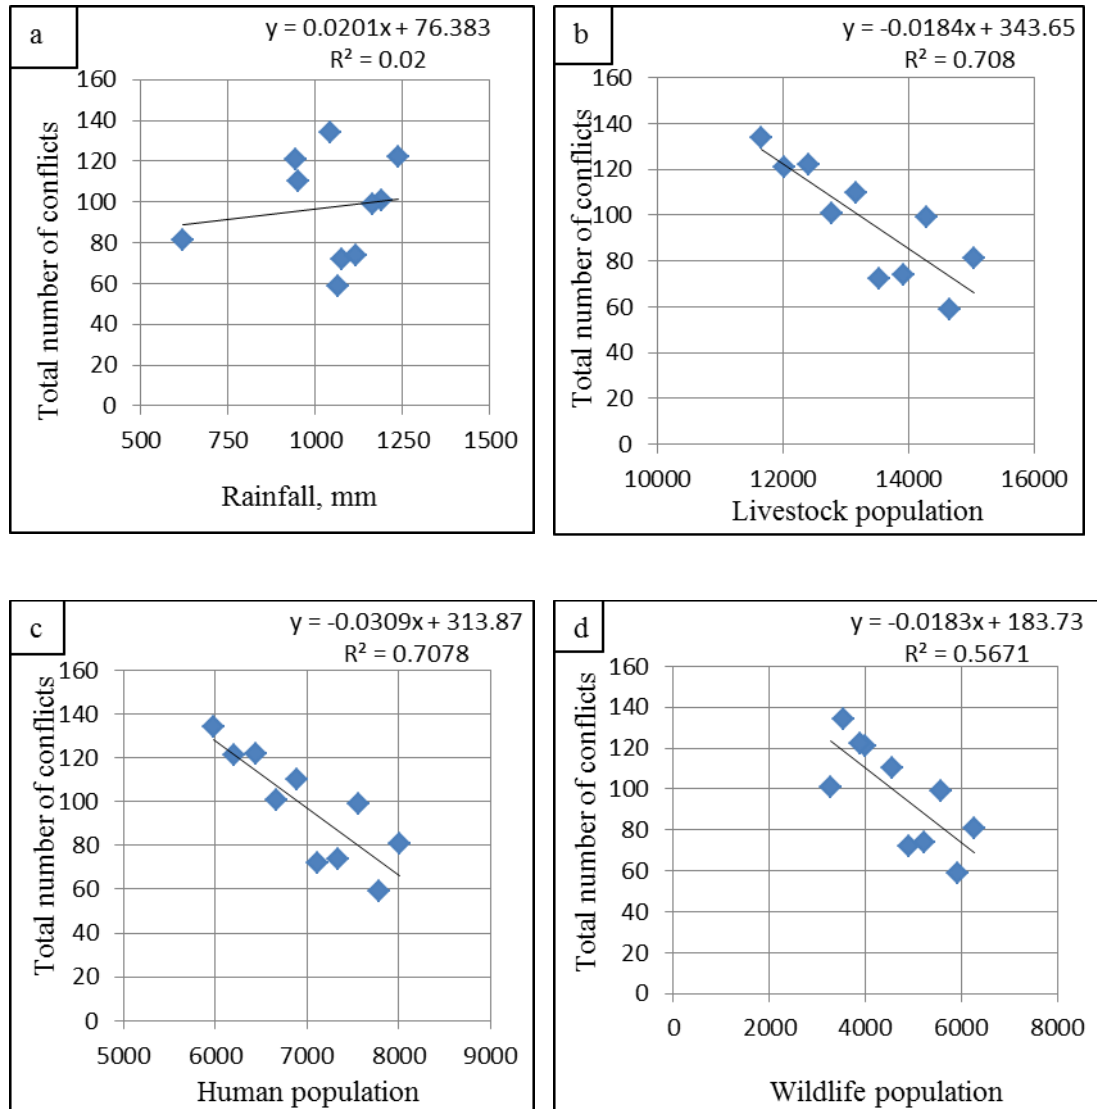 a
y = 0.0201x + 76.383
R² = 0.02
Total number of conflicts
160
140
120
100
80
60
40
20
0
500 750 1000 1250 1500
Rainfall, mm
b
y = -0.0184x + 343.65
R² = 0.708
Total number of conflicts
160
140
120
100
80
60
40
20
0
10000 12000 14000 16000
Livestock population
c
y = -0.0309x + 313.87
R² = 0.7078
Total number of conflicts
160
140
120
100
80
60
40
20
0
5000 6000 7000 8000 9000
Human population
d
y = -0.0183x + 183.73
R² = 0.5671
Total number of conflicts
160
140
120
100
80
60
40
20
0
0 2000 4000 6000 8000
Wildlife population